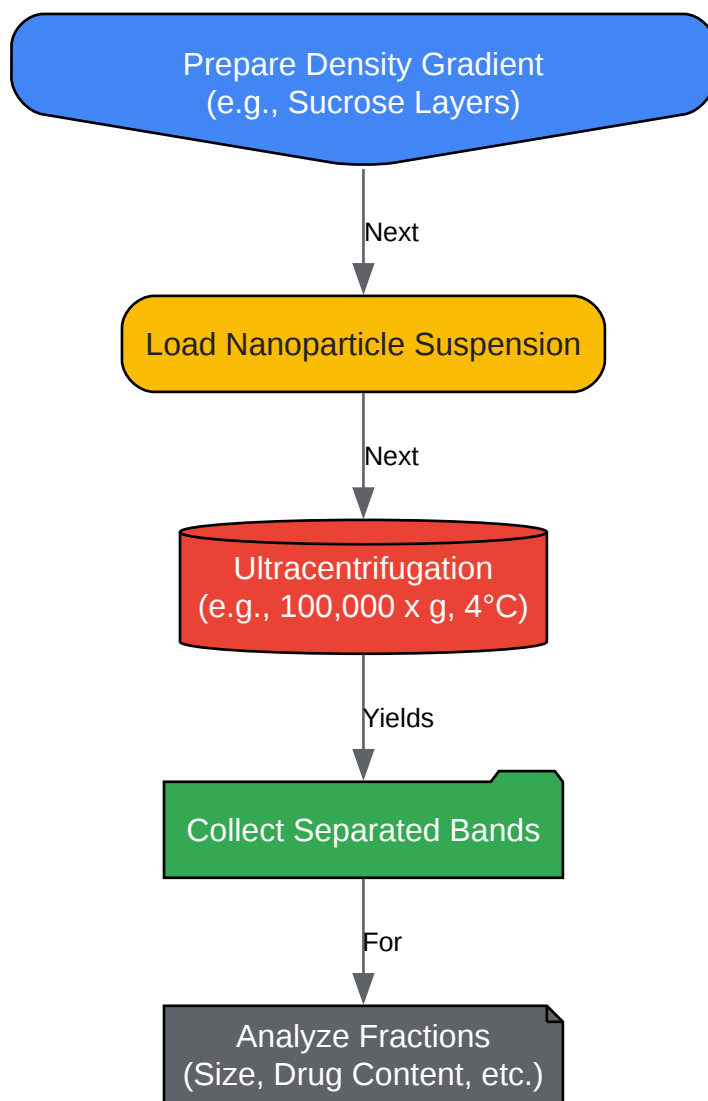 Prepare Density Gradient
(e.g., Sucrose Layers)
Next
Load Nanoparticle Suspension
Next
Ultracentrifugation
(e.g., 100,000 x g, 4°C)
Yields
Collect Separated Bands
For
Analyze Fractions
(Size, Drug Content, etc.)